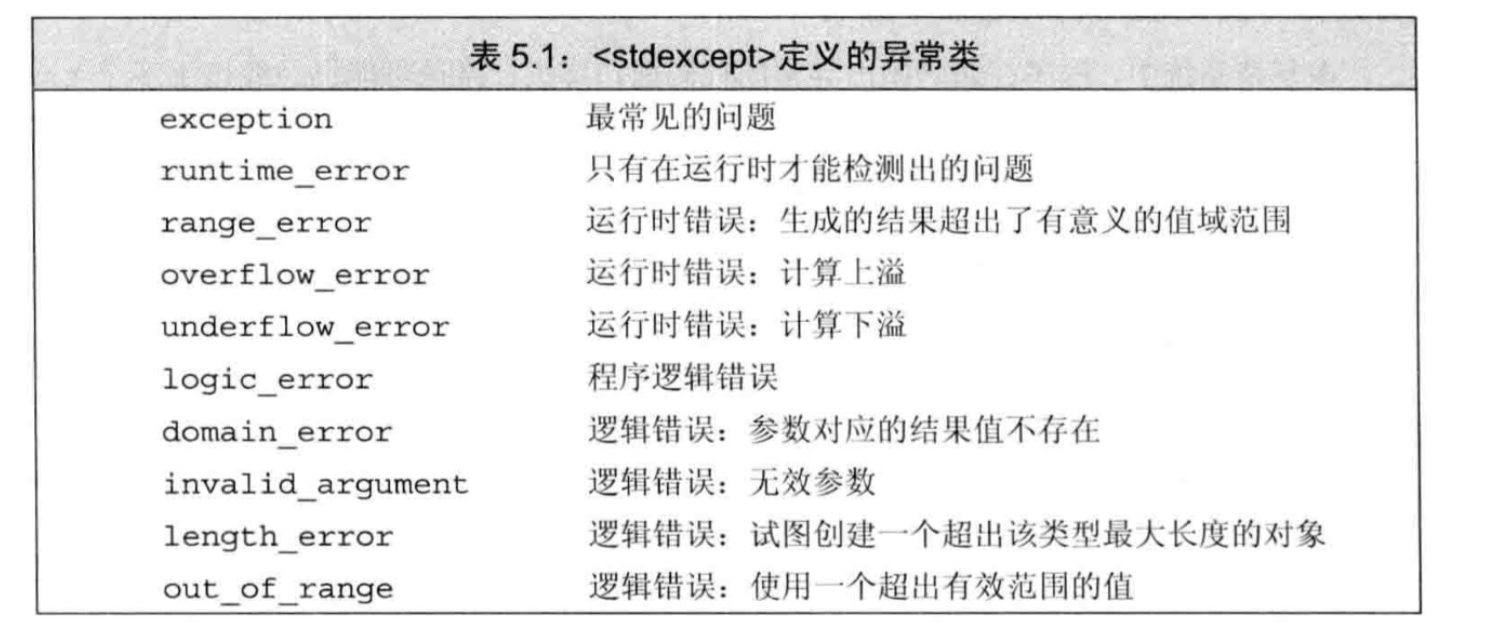 表 5.1：<stdexcept>定义的异常类
exception 最常见的问题
runtime_error 只有在运行时才能检测出的问题
range_error 运行时错误：生成的结果超出了有意义的值域范围
overflow_error 运行时错误：计算上溢
underflow_error 运行时错误：计算下溢
logic_error 程序逻辑错误
domain_error 逻辑错误：参数对应的结果值不存在
invalid_argument 逻辑错误：无效参数
length_error 逻辑错误：试图创建一个超出该类型最大长度的对象
out_of_range 逻辑错误：使用一个超出有效范围的值